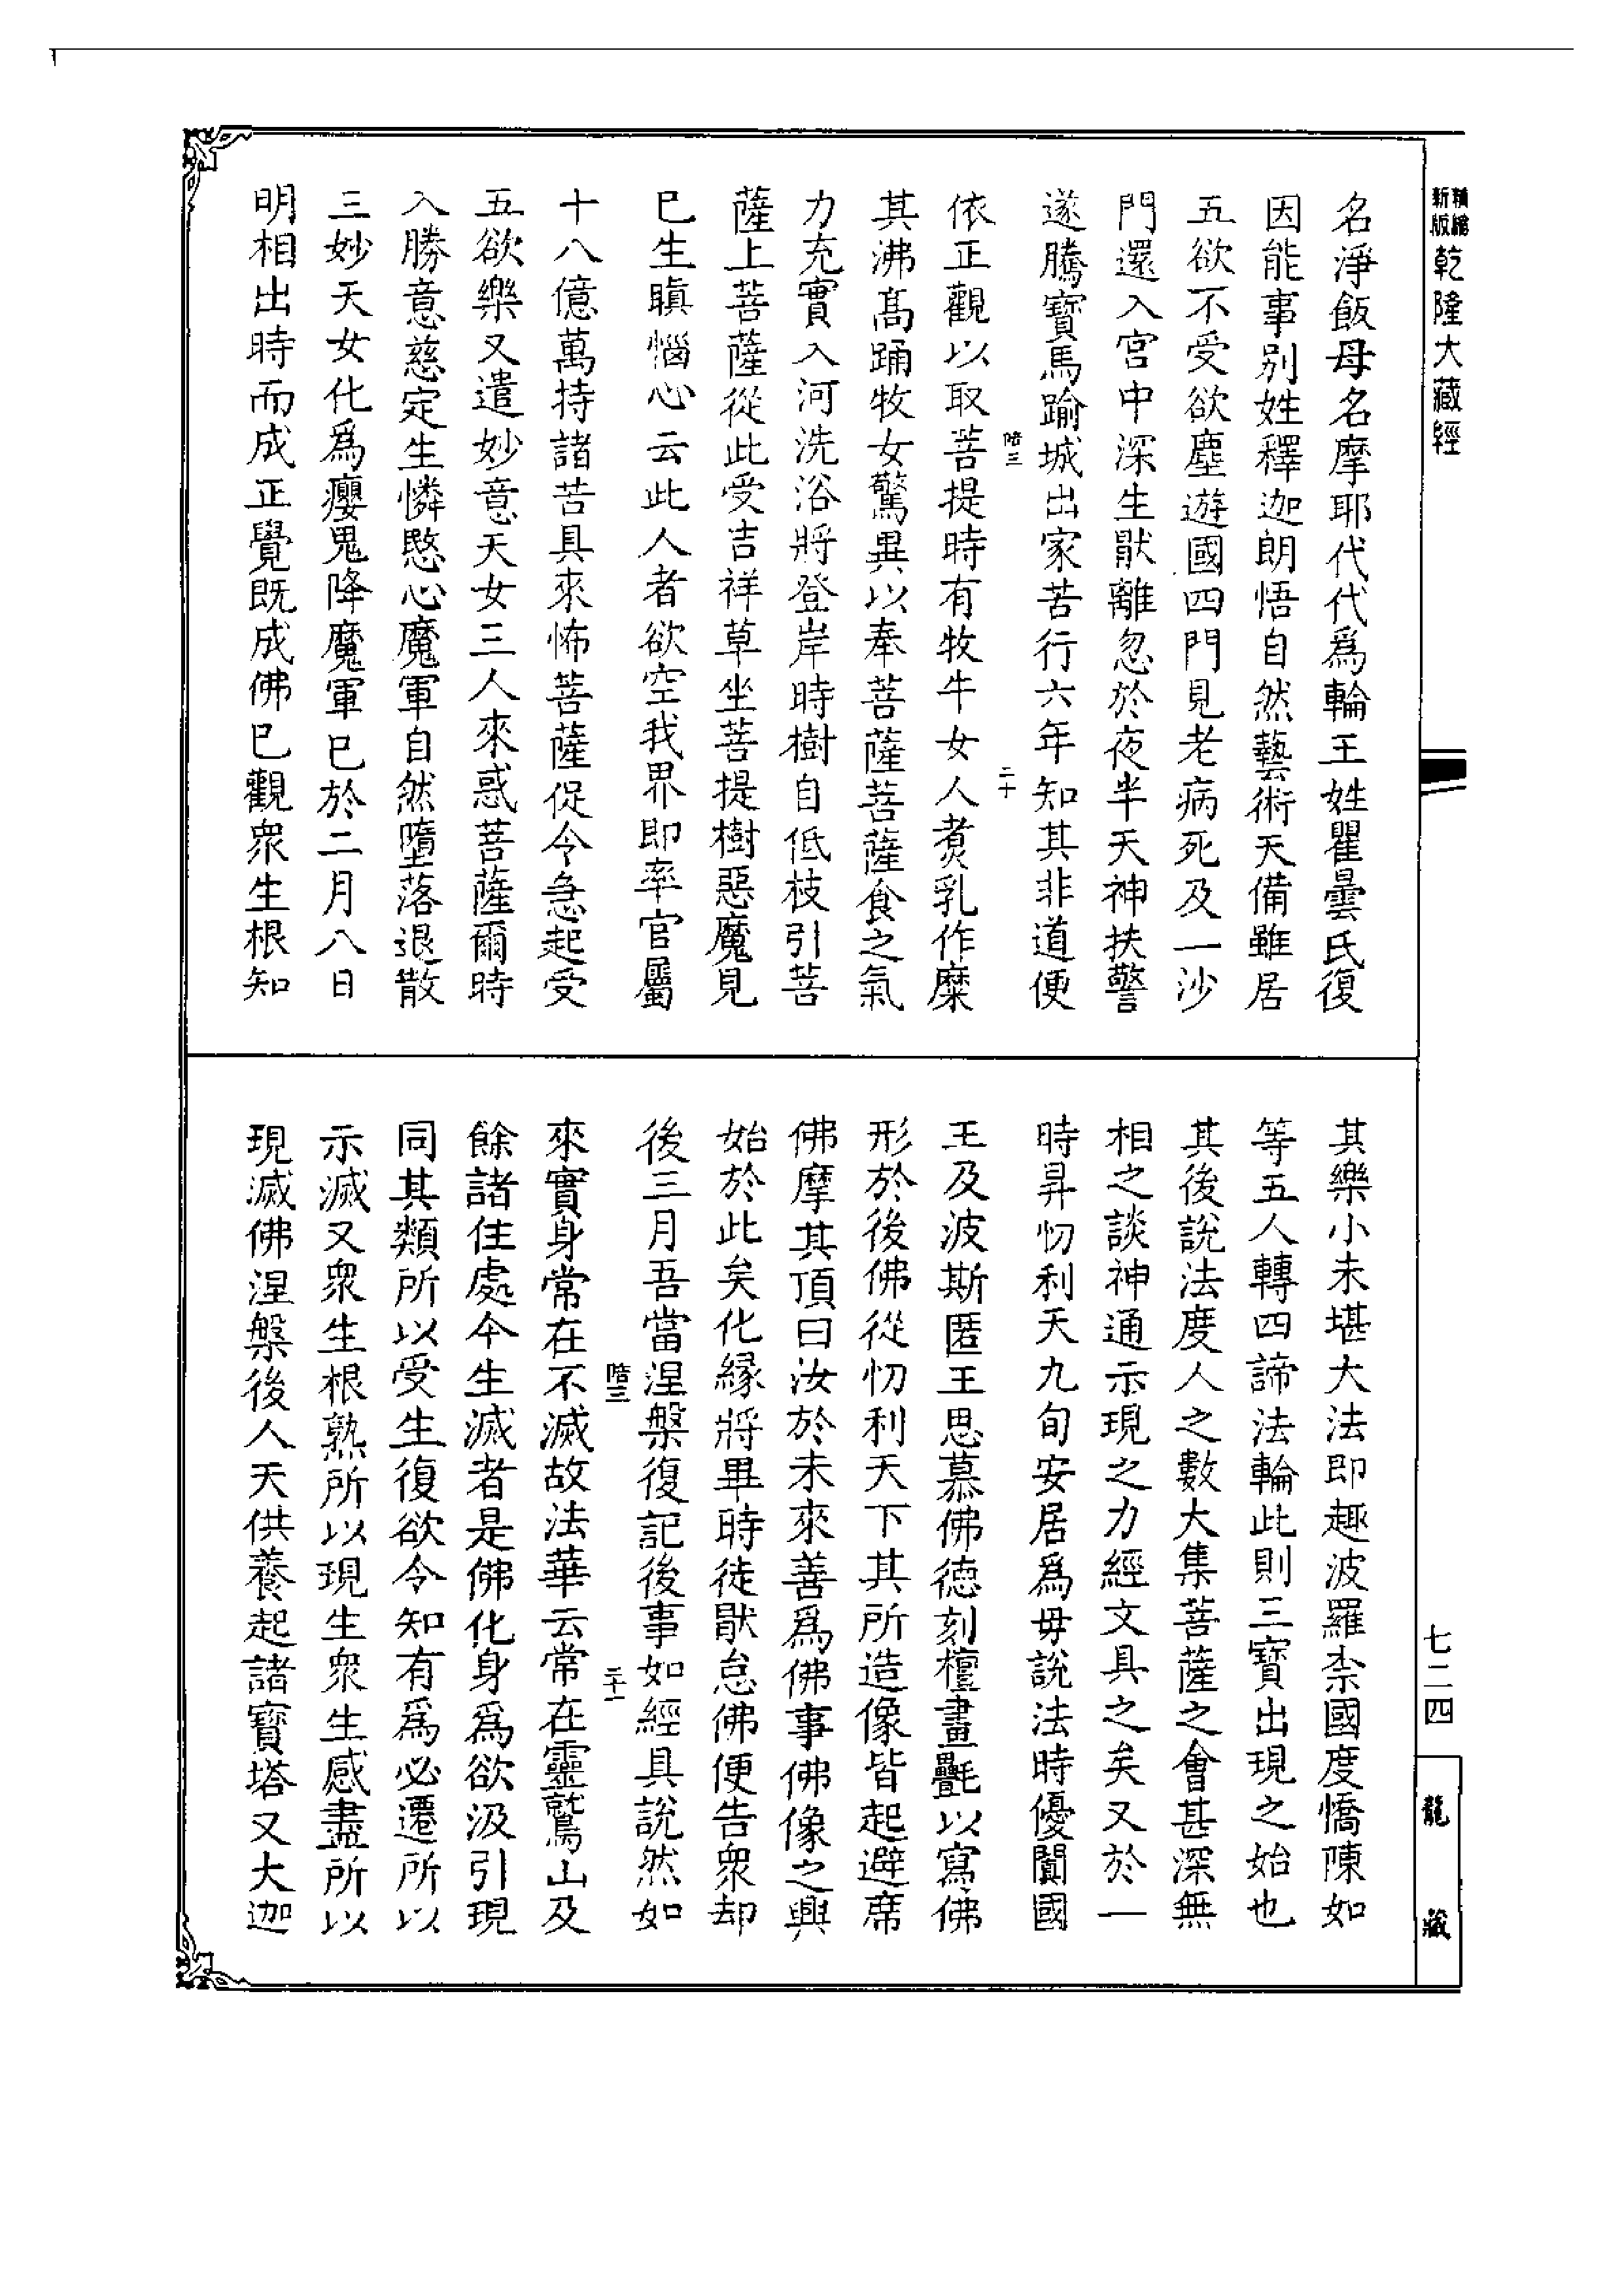 精縮
新版
乾隆大藏經
七二四
龍藏
名淨飯母名摩耶代代爲輪王姓瞿曇氏復
因能事别姓釋迦朗悟自然藝術天備雖居
五欲不受欲塵遊國四門見老病死及一沙
門還入宮中深生厭離忽於夜半天神扶警
遂騰寶馬踰城出家苦行六年知其非道便
階三
二十
依正觀以取菩提時有牧牛女人煑乳作糜
其沸高踊牧女驚異以奉菩薩菩薩食之氣
力充實入河洗浴將登岸時樹自低枝引菩
薩上菩薩從此受吉祥草坐菩提樹惡魔見
已生瞋惱心云此人者欲空我界即率官屬
十八億萬持諸苦具來怖菩薩促令急起受
五欲樂又遣妙意天女三人來惑菩薩爾時
入勝意慈定生憐愍心魔軍自然墮落退散
三妙天女化爲癭鬼降魔軍已於二月八日
明相出時而成正覺既成佛已觀衆生根知
其樂小未堪大法即趣波羅柰國度憍陳如
等五人轉四諦法輪此則三寶出現之始也
其後說法度人之數大集菩薩之會甚深無
相之談神通示現之力經文具之矣又於一
時昇忉利天九旬安居爲母說法時優闐國
王及波斯匿王思慕佛德刻檀畫㲲以寫佛
形於後佛從忉利天下其所造像皆起避席
佛摩其頂曰汝於未來善爲佛事佛像之興
始於此矣化緣將畢時徒厭怠佛便告衆却
後三月吾當涅槃復記後事如經具說然如
階三
二十一
來實身常在不滅故法華云常在靈鷲山及
餘諸住處今生滅者是佛化身爲欲汲引現
同其類所以受生復欲令知有爲必遷所以
示滅又衆生根熟所以現生衆生感盡所以
現滅佛涅槃後人天供養起諸寶塔又大迦